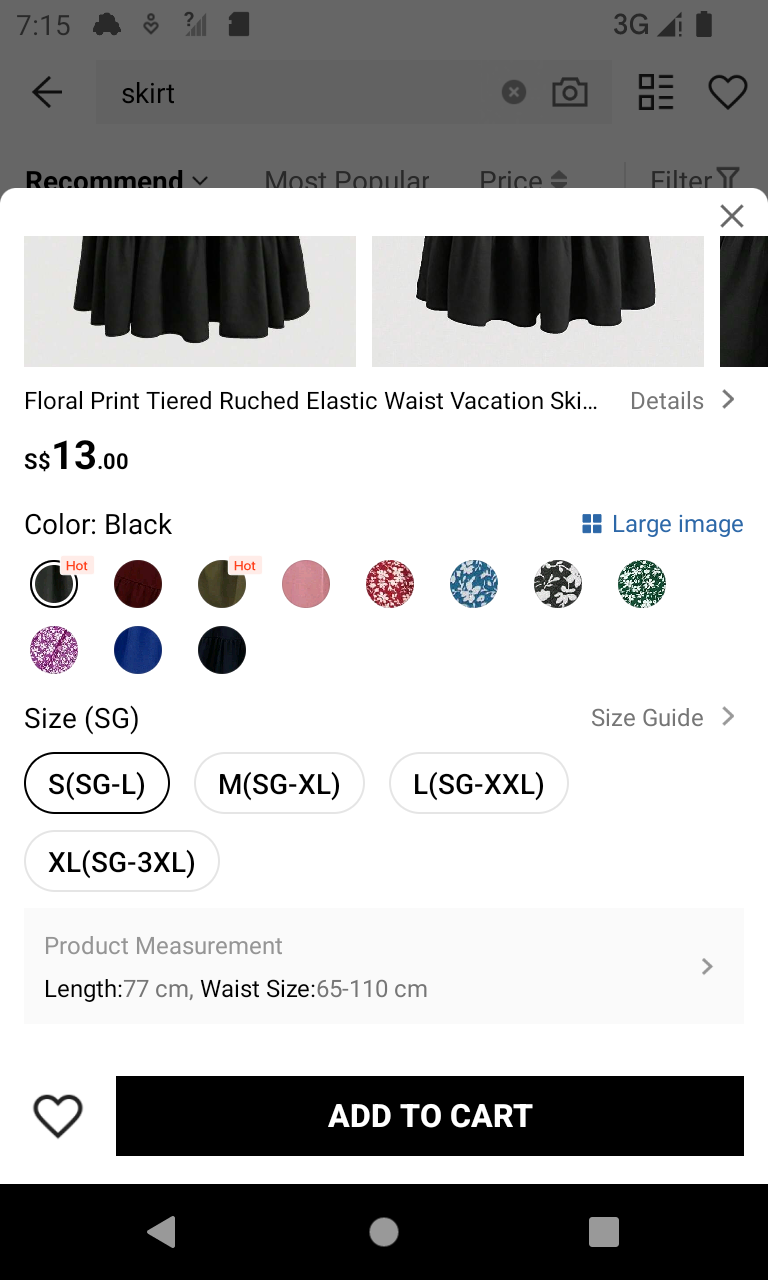 7:15
?
3G
skirt
Recommend
Most Popular
Price
Filter
Floral Print Tiered Ruched Elastic Waist Vacation Ski...
Details
S$13.00
Color: Black
Large image
Hot
Hot
Size (SG)
Size Guide
S(SG-L)
M(SG-XL)
L(SG-XXL)
XL(SG-3XL)
Product Measurement
Length:77 cm, Waist Size:65-110 cm
ADD TO CART